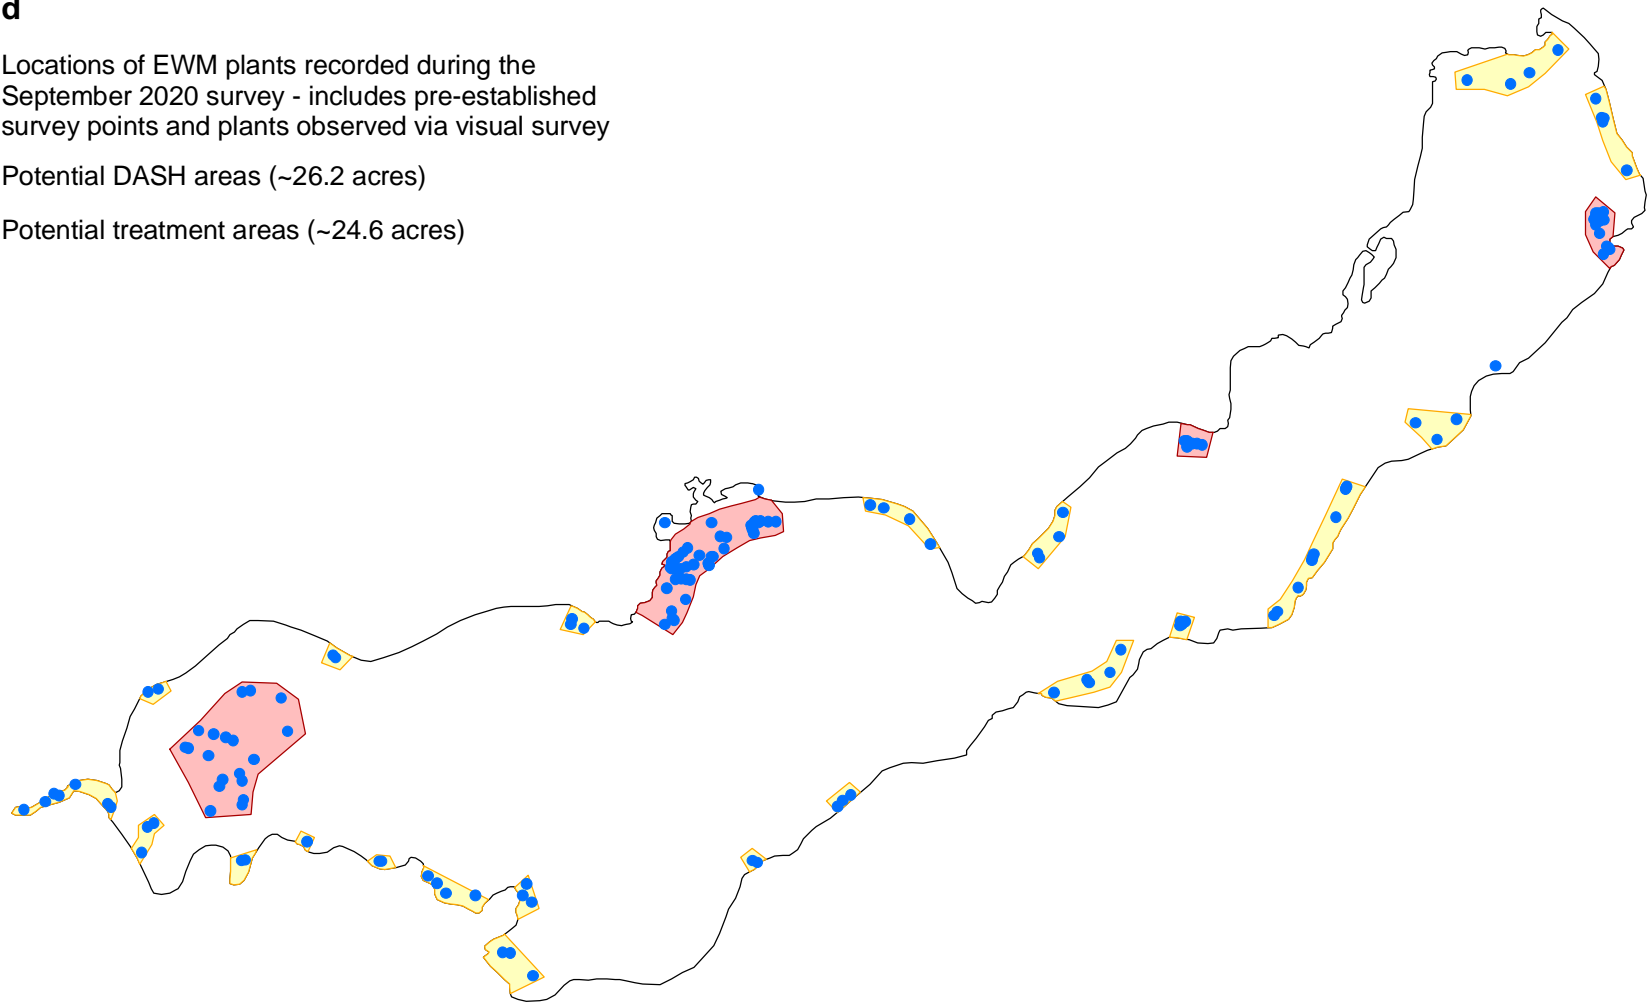 d
Locations of EWM plants recorded during the
September 2020 survey - includes pre-established
survey points and plants observed via visual survey
Potential DASH areas (~26.2 acres)
Potential treatment areas (~24.6 acres)